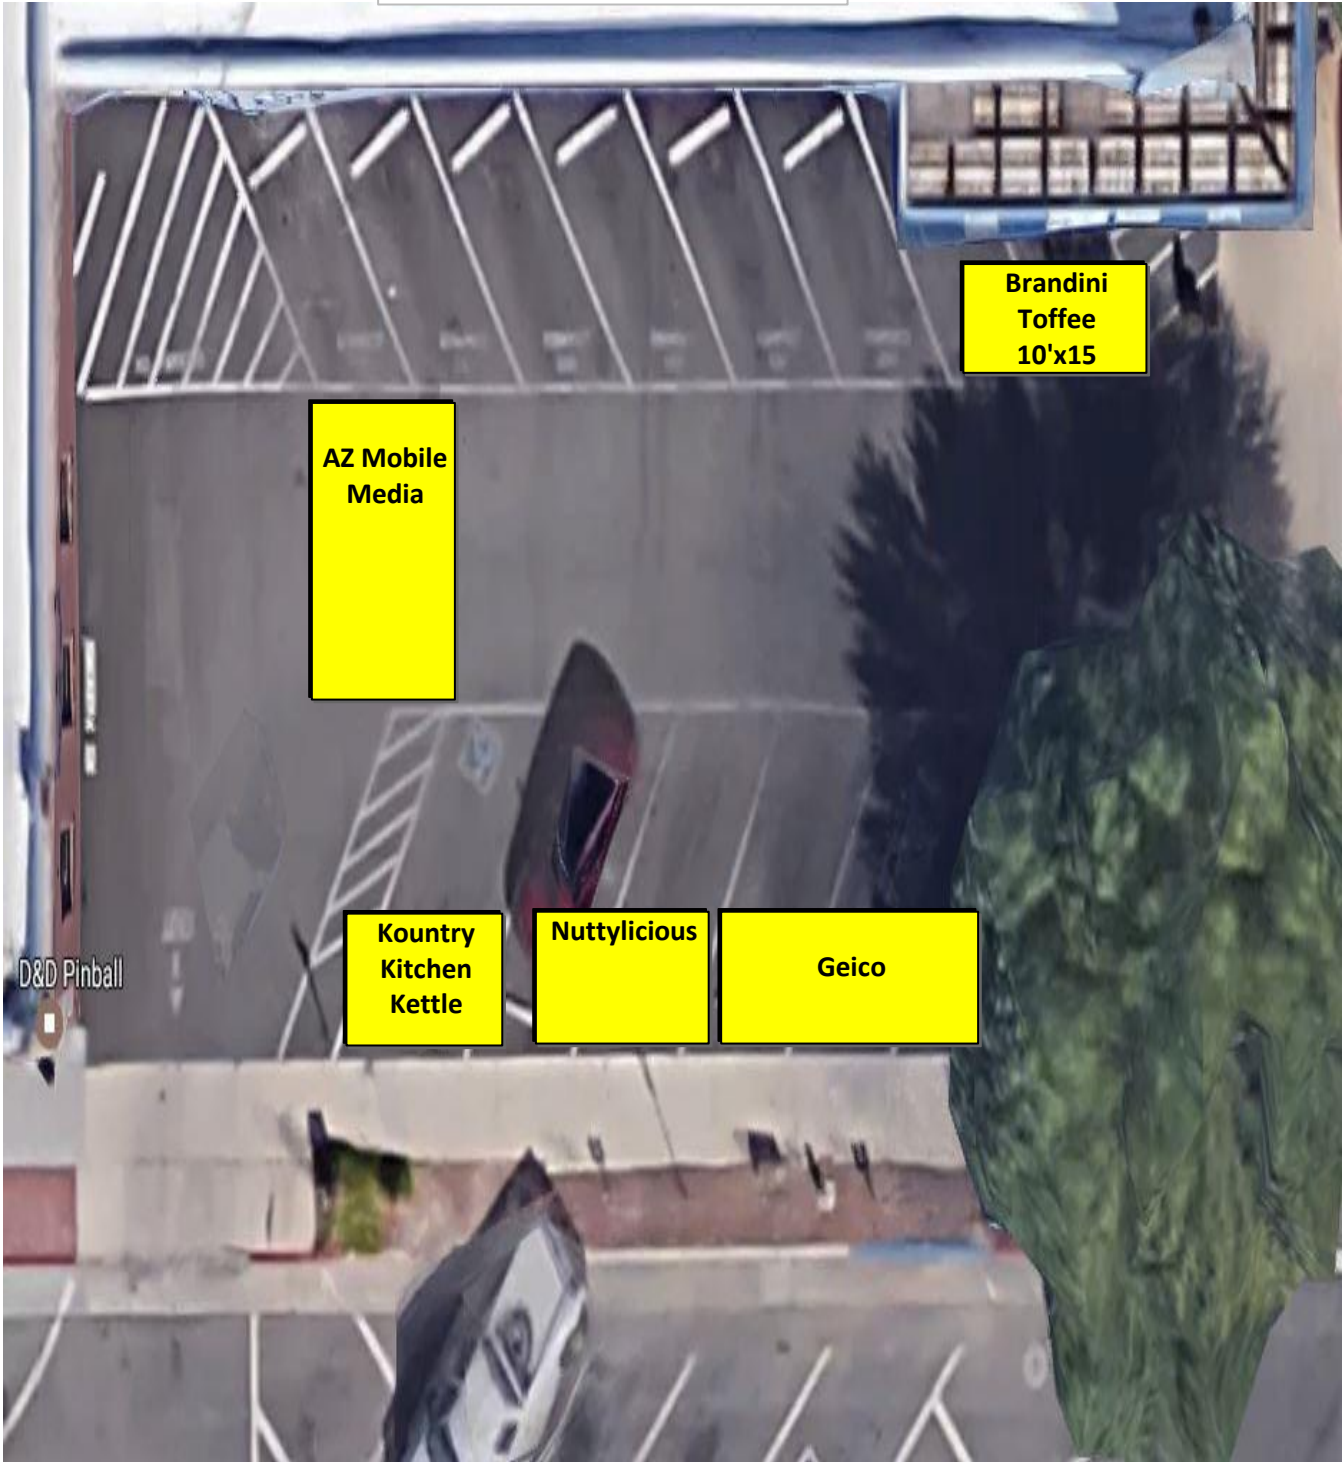 Brandini
Toffee
10'x15
AZ Mobile
Media
Kountry
Kitchen
Kettle
Nuttylicious
Geico
D&D Pinball